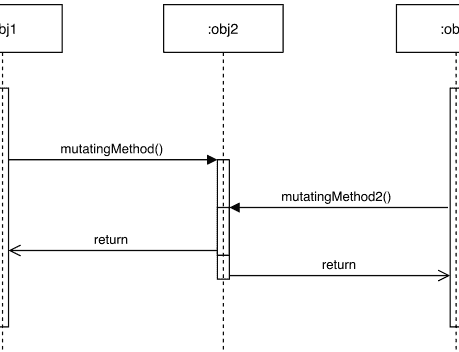 bj1
:obj2
:ob
mutatingMethod()
mutatingMethod2()
return
return